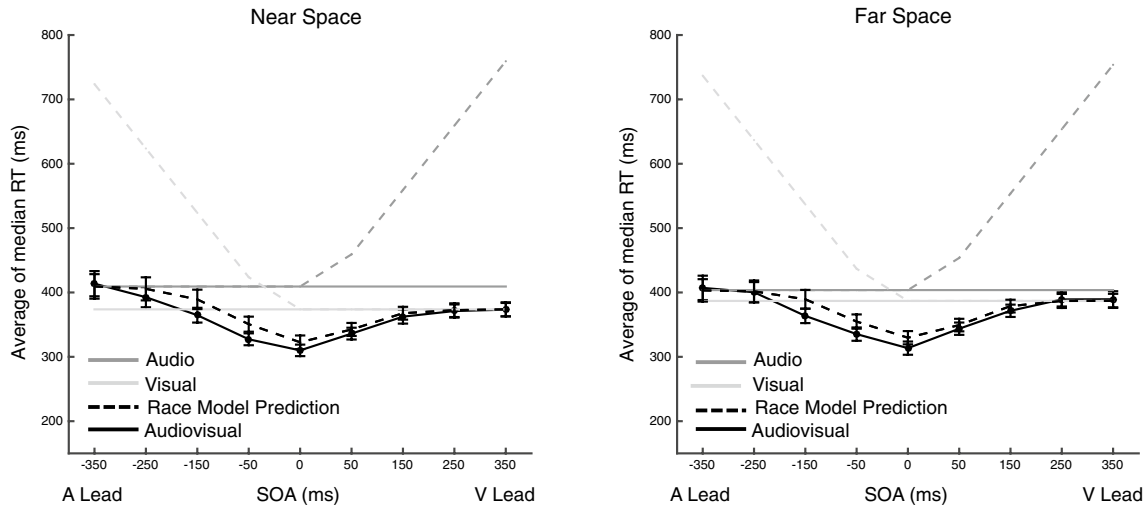 Near Space
Average of median RT (ms)
800
700
600
500
400
300
200
Audio
Visual
Race Model Prediction
Audiovisual
-350 -250 -150 -50 0 50 150 250 350
A Lead SOA (ms) V Lead
Far Space
Average of median RT (ms)
800
700
600
500
400
300
200
Audio
Visual
Race Model Prediction
Audiovisual
-350 -250 -150 -50 0 50 150 250 350
A Lead SOA (ms) V Lead